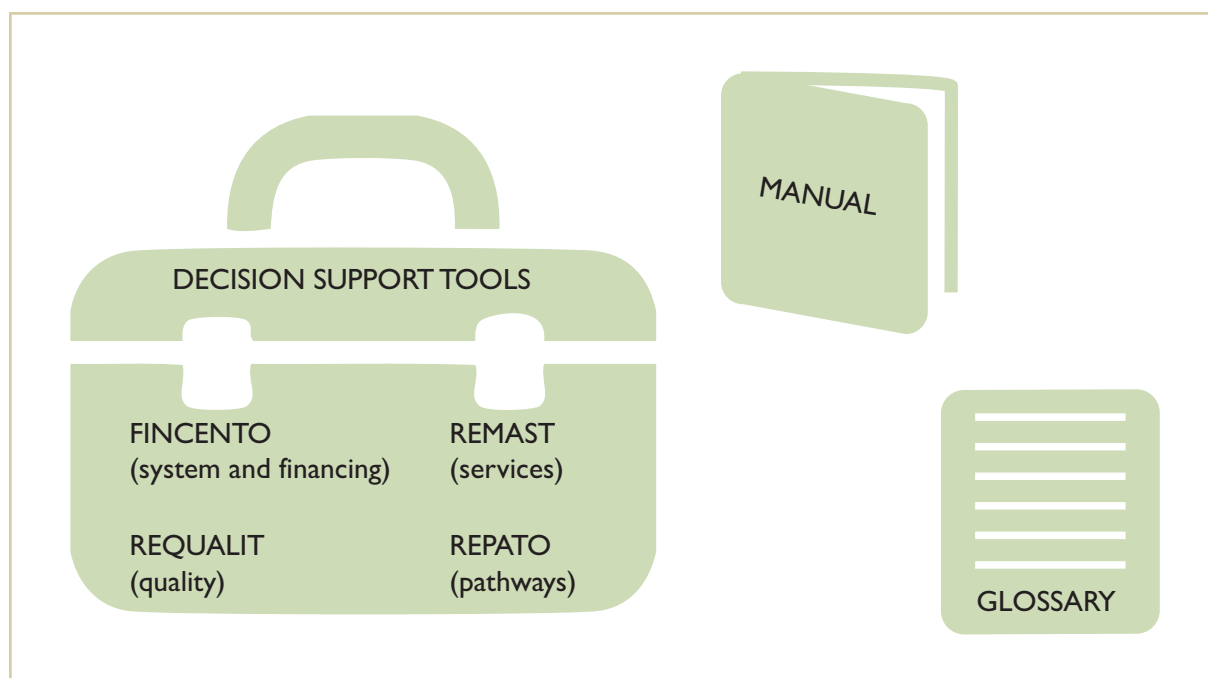 MANUAL
DECISION SUPPORT TOOLS
FINCENTO
(system and financing)
REMAST
(services)
REQUALIT
(quality)
REPATO
(pathways)
GLOSSARY